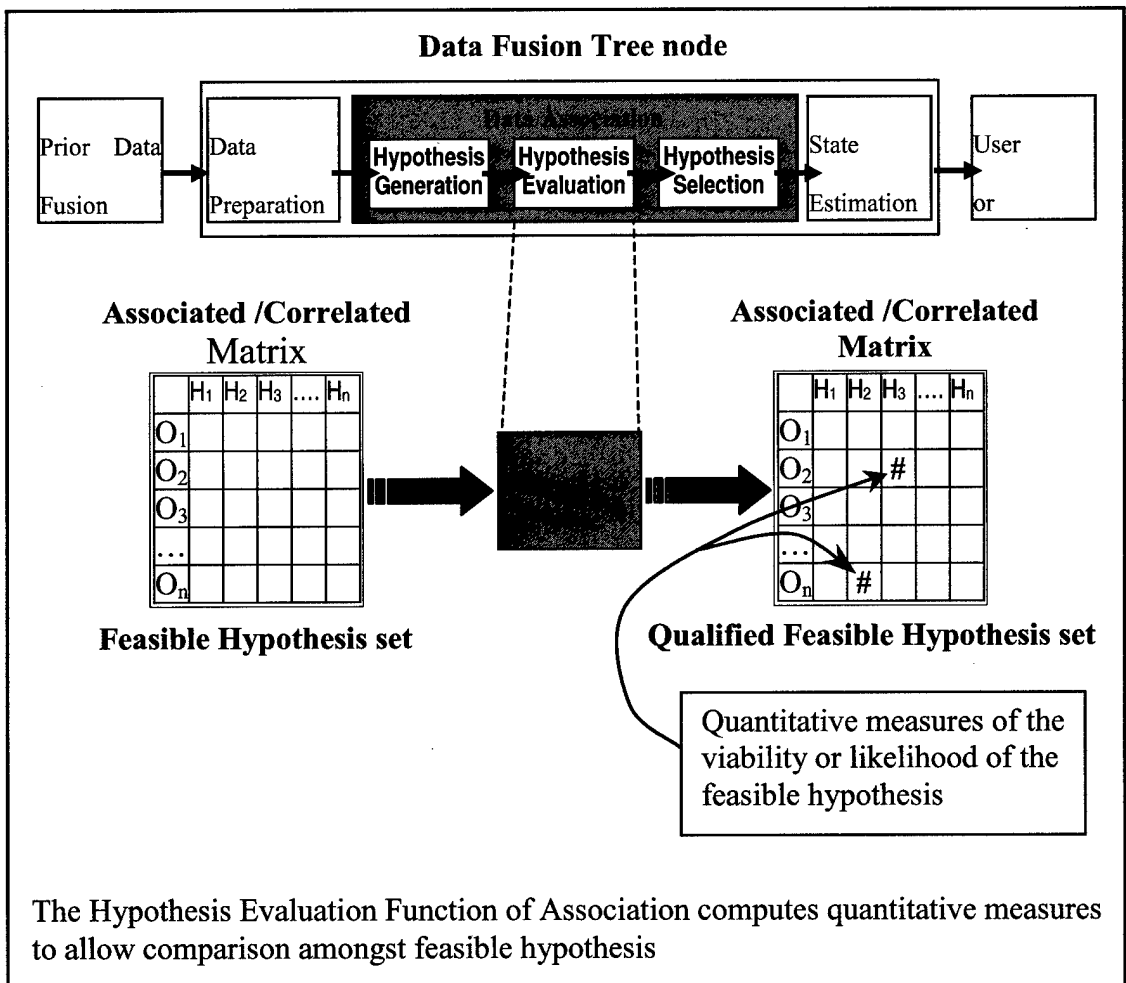 Data Fusion Tree node
Prior Data
Fusion
Data
Preparation
Data Association
Hypothesis
Generation
Hypothesis
Evaluation
Hypothesis
Selection
State
Estimation
User
or
Associated /Correlated
Matrix
H1 H2 H3 .... Hn
O1
O2
O3
...
On
Feasible Hypothesis set
Associated /Correlated
Matrix
H1 H2 H3 .... Hn
O1
O2 #
O3
...
On #
Qualified Feasible Hypothesis set
Quantitative measures of the
viability or likelihood of the
feasible hypothesis
The Hypothesis Evaluation Function of Association computes quantitative measures
to allow comparison amongst feasible hypothesis